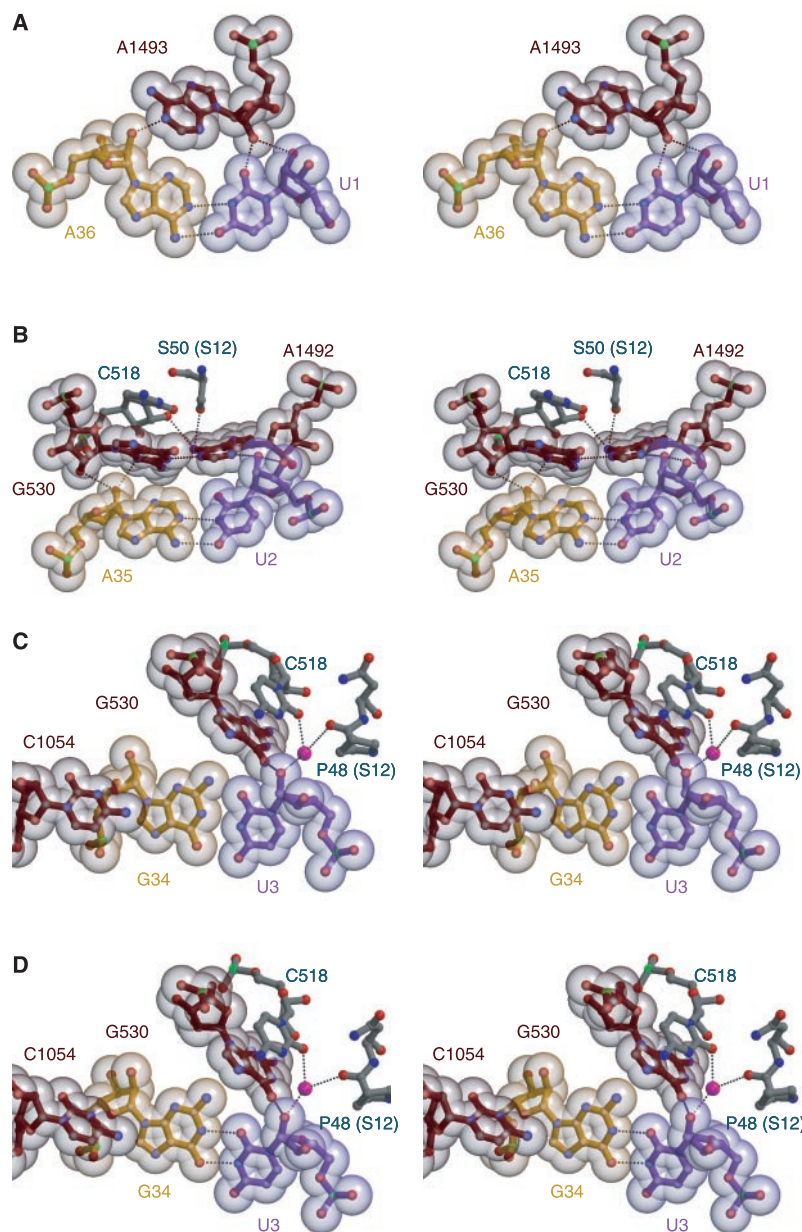 A
A1493
A1493
U1
U1
A36
A36
B
S50 (S12)
S50 (S12)
A1492
A1492
C518
C518
G530
G530
A35
U2
A35
U2
C
C518
C518
G530
G530
C1054
C1054
P48 (S12)
P48 (S12)
G34
U3
G34
U3
D
C518
C518
G530
G530
C1054
C1054
P48 (S12)
P48 (S12)
G34
G34
U3
U3